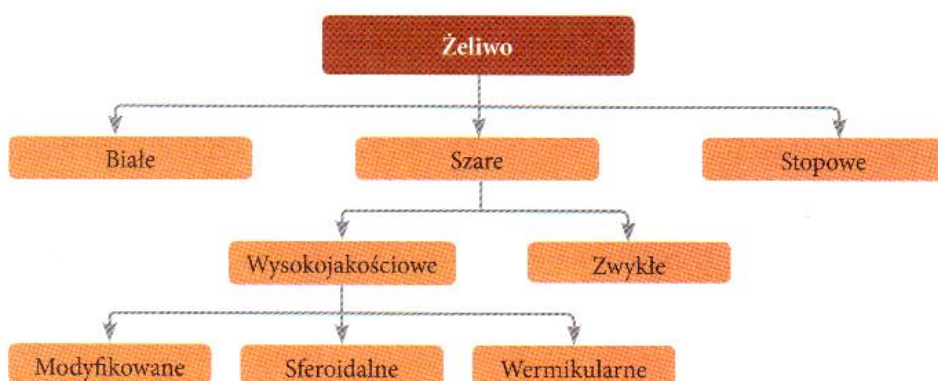 Żeliwo
Białe
Szare
Stopowe
Wysokojakościowe
Zwykłe
Modyfikowane
Sferoidalne
Wermikularne